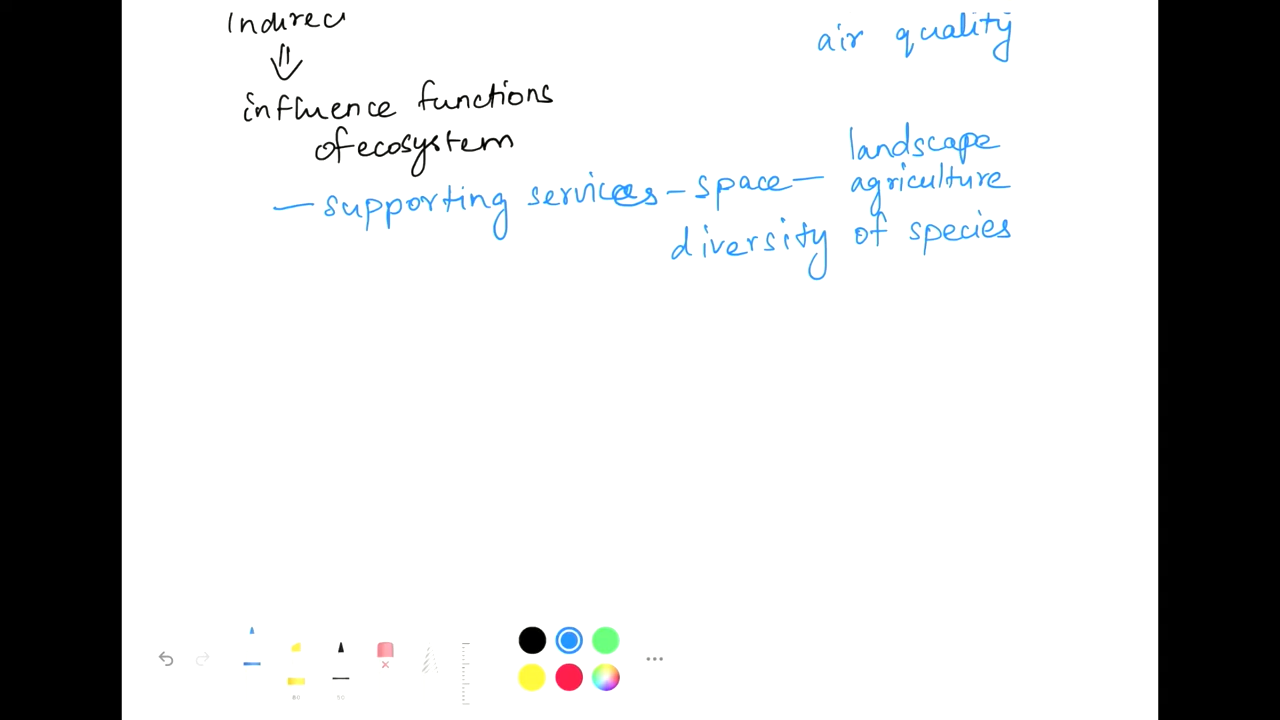 Indirec
air quality
influence functions
of ecosystem
landscape
— supporting services – space — agriculture
diversity of species